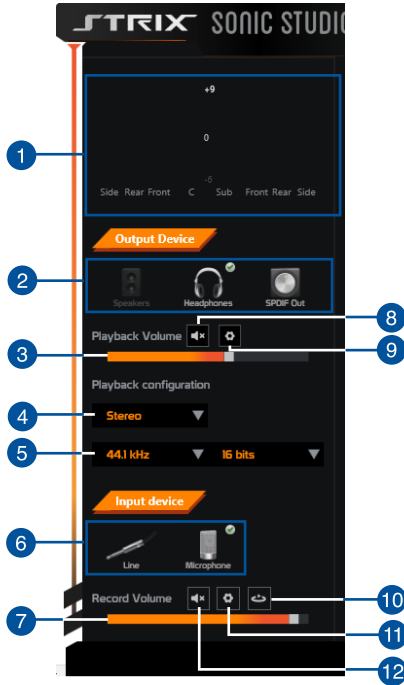 STRIX SONIC STUDI
+9
1
0
-6
Side Rear Front C Sub Front Rear Side
Output Device
2
Speakers Headphones SPDIF Out
8
Playback Volume
9
3
Playback configuration
4 Stereo
5 44.1 kHz 16 bits
Input device
6
Line Microphone
10
Record Volume
7
11
12